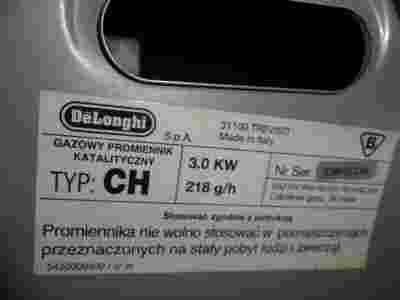 DeLonghi
S.p.A.
31100 TREVISO
Made in Italy
B
GAZOWY PROMIENNIK
KATALITYCZNY
TYP: CH
3.0 KW
218 g/h
Nr Ser.
Stosować zgodnie z
Promiennika nie wolno stosować w pomieszczeniach
przeznaczonych na stały pobyt ludzi i zwierząt.